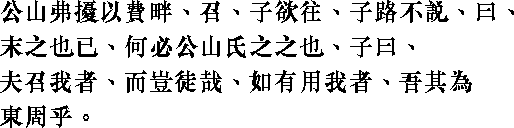 公山弗擾以費畔、召、子欲往、子路不説、曰、
末之也已、何必公山氏之之也、子曰、
夫召我者、而豈徒哉、如有用我者、吾其為
東周乎。